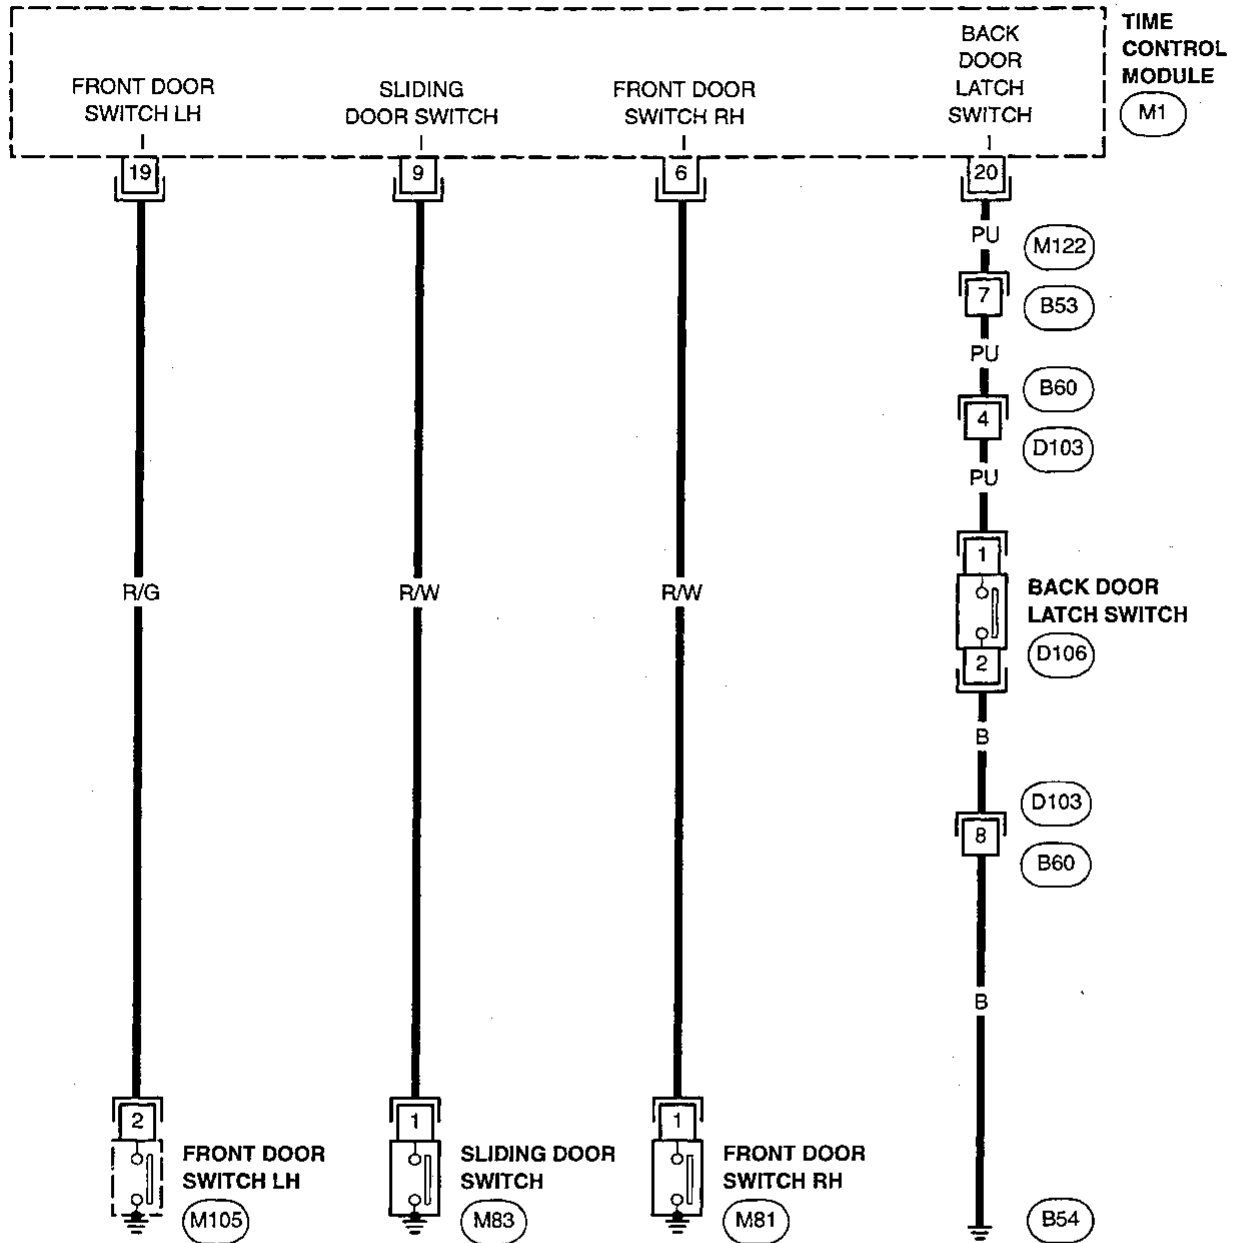 TIME
CONTROL
MODULE
M1
FRONT DOOR
SWITCH LH
SLIDING
DOOR SWITCH
FRONT DOOR
SWITCH RH
BACK
DOOR
LATCH
SWITCH
19
9
6
20
PU
M122
7
B53
PU
B60
4
D103
PU
1
R/G
R/W
R/W
BACK DOOR
LATCH SWITCH
D106
2
B
D103
8
B60
B
2
FRONT DOOR
SWITCH LH
M105
1
SLIDING DOOR
SWITCH
M83
1
FRONT DOOR
SWITCH RH
M81
B54